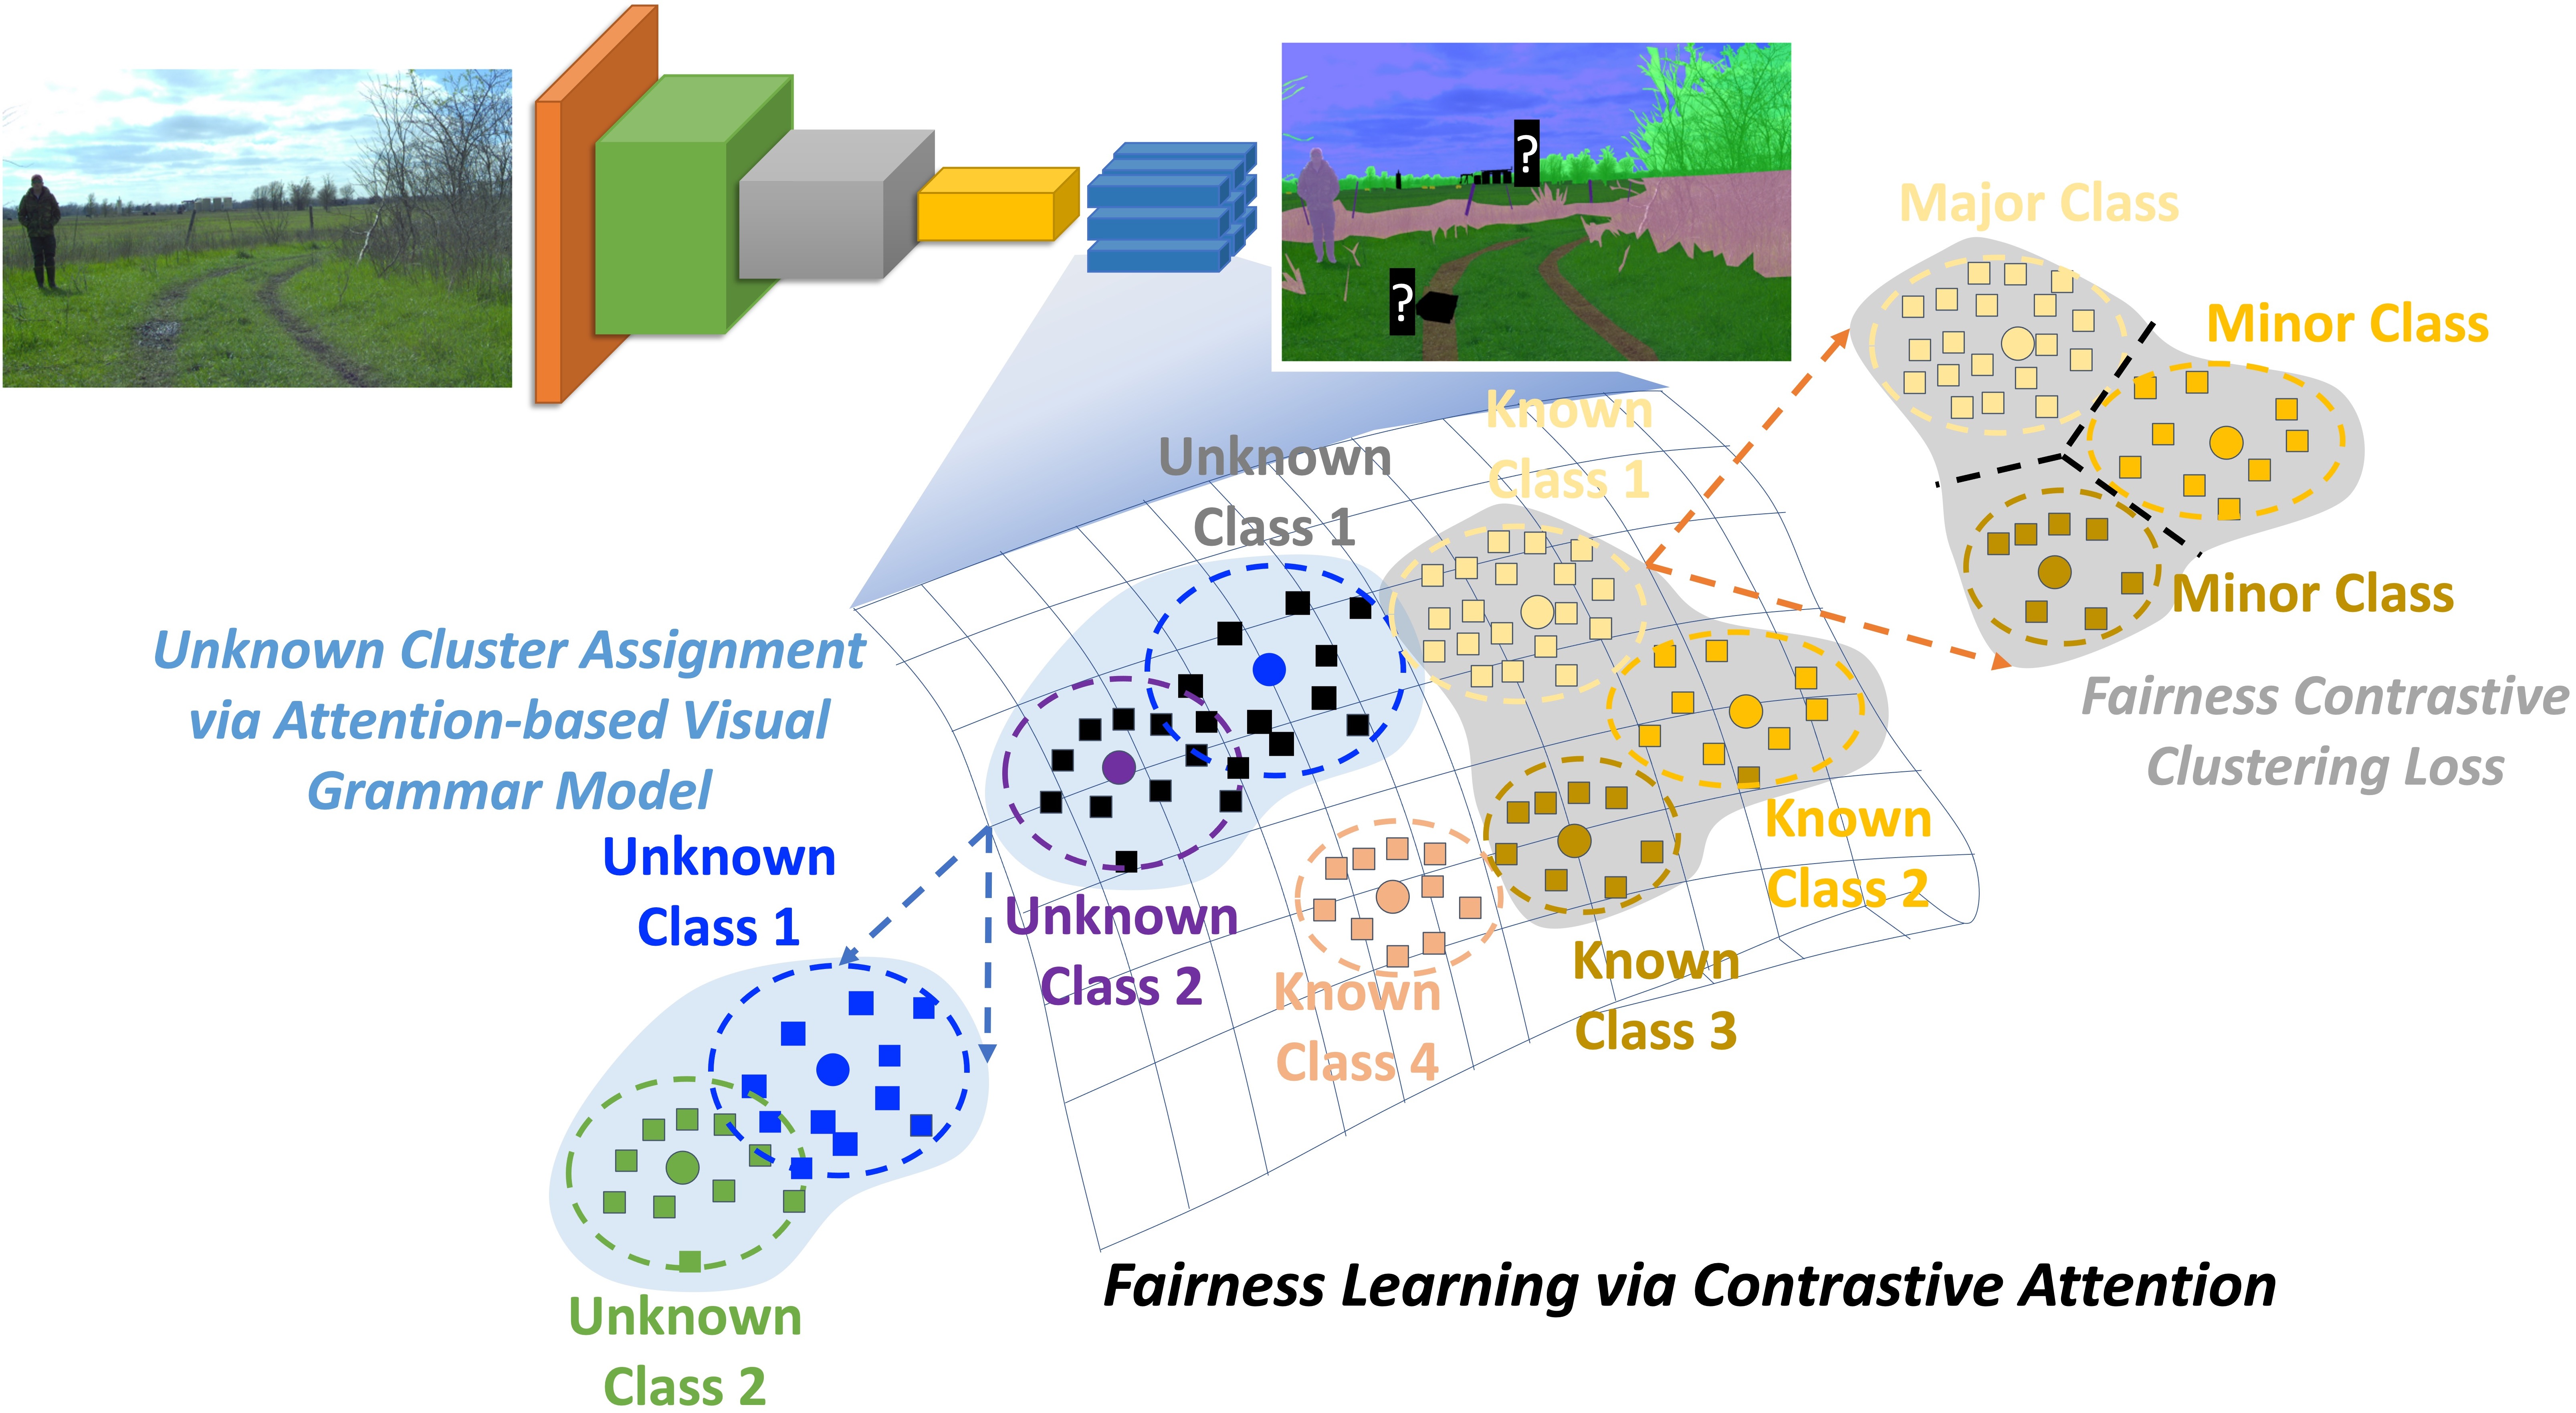 ?
?
Major Class
Minor Class
Minor Class
Fairness Contrastive
Clustering Loss
Known
Class 1
Unknown
Class 1
Unknown Cluster Assignment
via Attention-based Visual
Grammar Model
Unknown
Class 1
Unknown
Class 2
Known
Class 2
Known
Class 3
Known
Class 4
Unknown
Class 2
Fairness Learning via Contrastive Attention